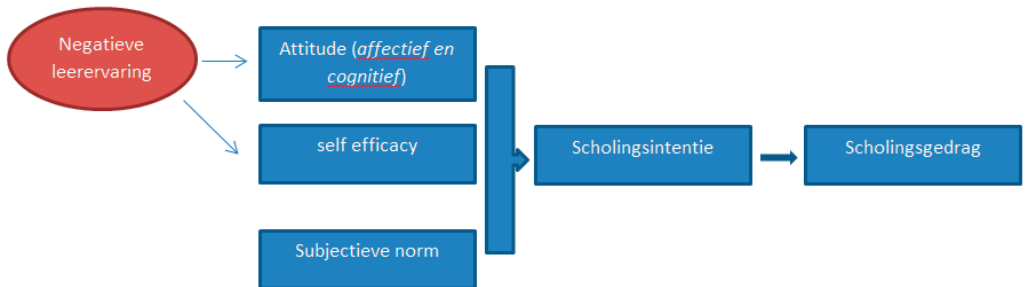 Negatieve
leerervaring
Attitude (affectief en
cognitief)
self efficacy
Subjectieve norm
Scholingsintentie
Scholingsgedrag